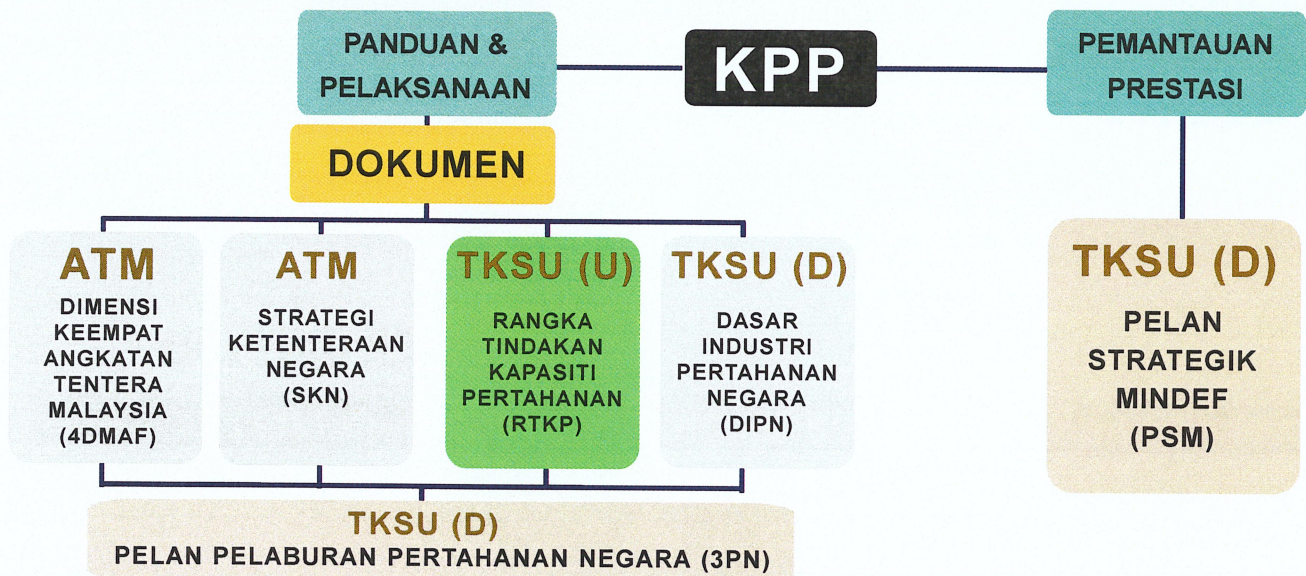 PANDUAN &
PELAKSANAAN
KPP
PEMANTAUAN
PRESTASI
DOKUMEN
ATM
DIMENSI
KEEMPAT
ANGKATAN
TENTERA
MALAYSIA
(4DMAF)
ATM
STRATEGI
KETENTERAAN
NEGARA
(SKN)
TKSU (U)
RANGKA
TINDAKAN
KAPASITI
PERTAHANAN
(RTKP)
TKSU (D)
DASAR
INDUSTRI
PERTAHANAN
NEGARA
(DIPN)
TKSU (D)
PELAN
STRATEGIK
MINDEF
(PSM)
TKSU (D)
PELAN PELABURAN PERTAHANAN NEGARA (3PN)